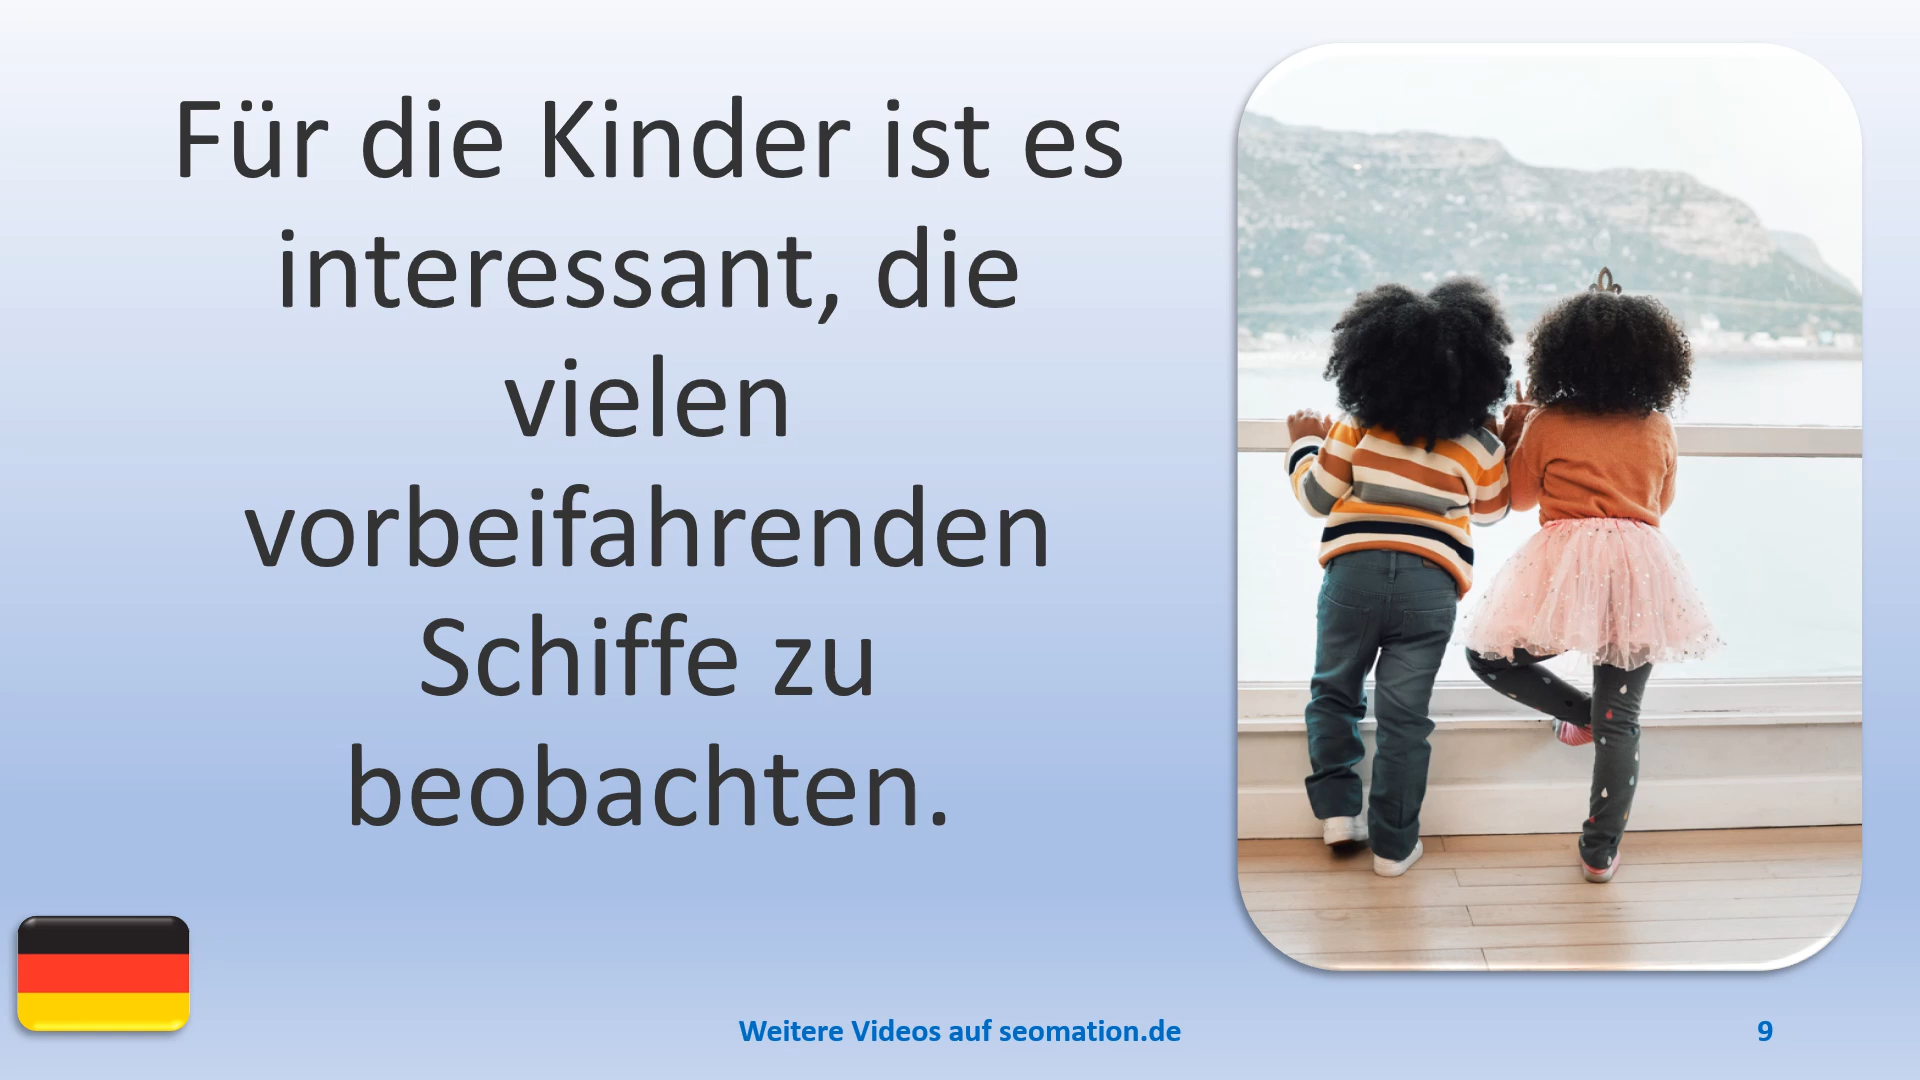 Für die Kinder ist es
interessant, die
vielen
vorbeifahrenden
Schiffe zu
beobachten.
Weitere Videos auf seomation.de
9